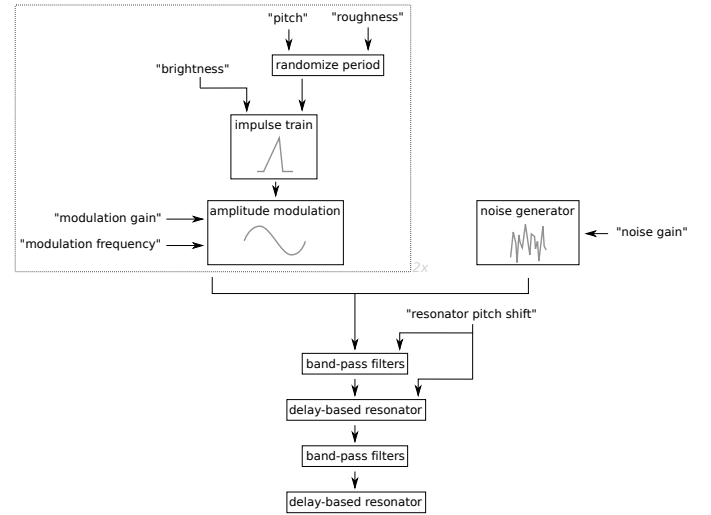 "pitch" "roughness"
randomize period
"brightness"
impulse train
amplitude modulation
"modulation gain"
"modulation frequency"
noise generator
"noise gain"
2x
"resonator pitch shift"
band-pass filters
delay-based resonator
band-pass filters
delay-based resonator